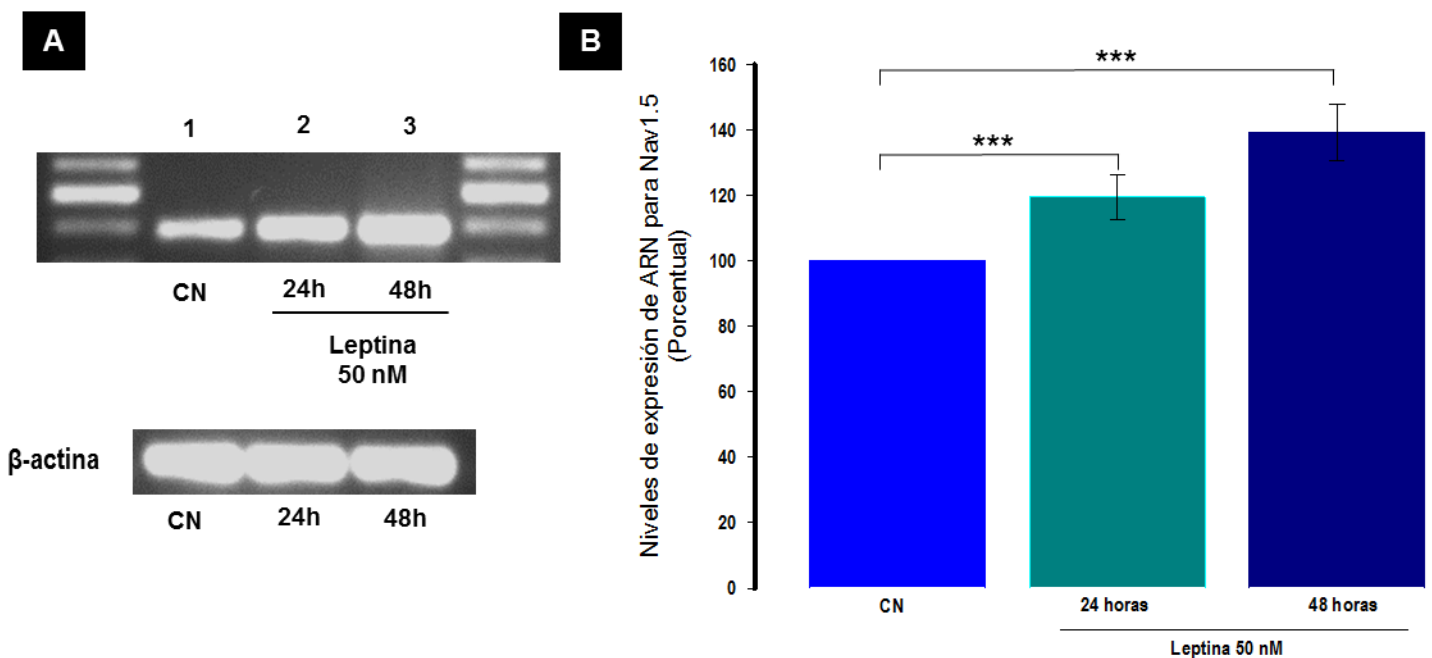 A
1 2 3
CN 24h 48h
Leptina
50 nM
β-actina
CN 24h 48h
B
Niveles de expresión de ARN para Nav1.5
(Porcentual)
160
140
120
100
80
60
40
20
0
***
***
CN 24 horas 48 horas
Leptina 50 nM